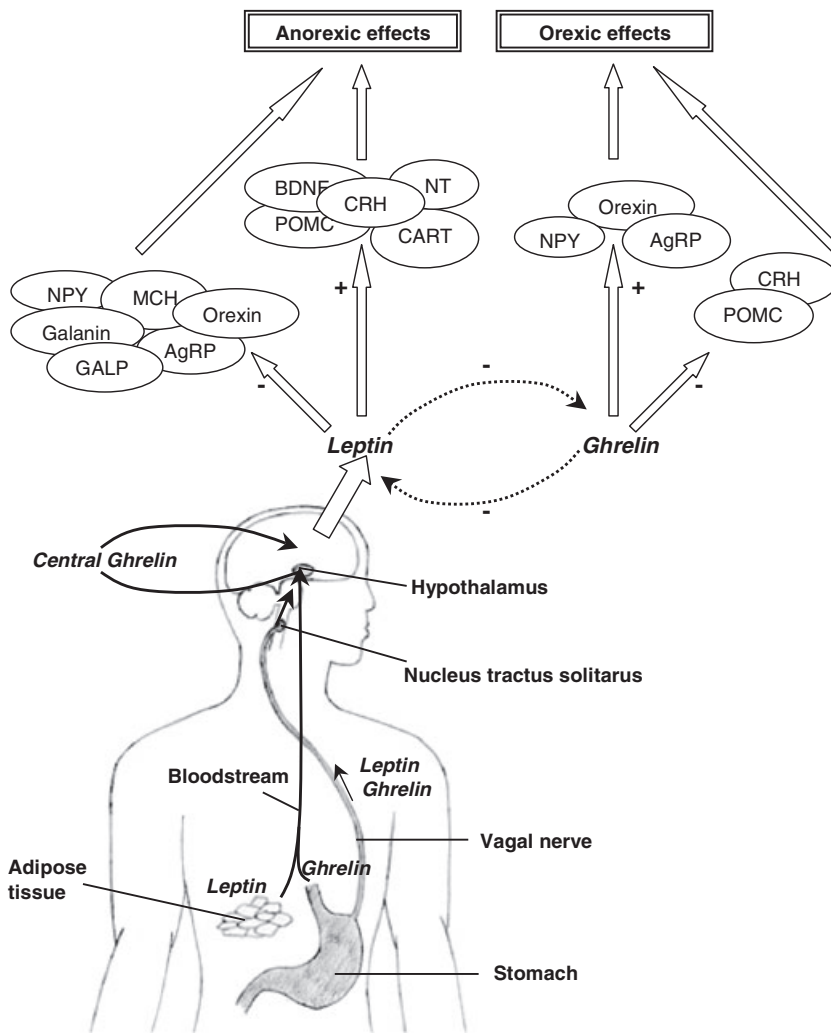 Anorexic effects
Orexic effects
BDNF
NT
CRH
POMC
CART
Orexin
NPY
AgRP
CRH
POMC
NPY
MCH
Orexin
Galanin
AgRP
GALP
+
+
-
-
-
Leptin
Ghrelin
-
Central Ghrelin
Hypothalamus
Nucleus tractus solitarus
Bloodstream
Leptin
Ghrelin
Vagal nerve
Adipose
tissue
Leptin
Ghrelin
Stomach